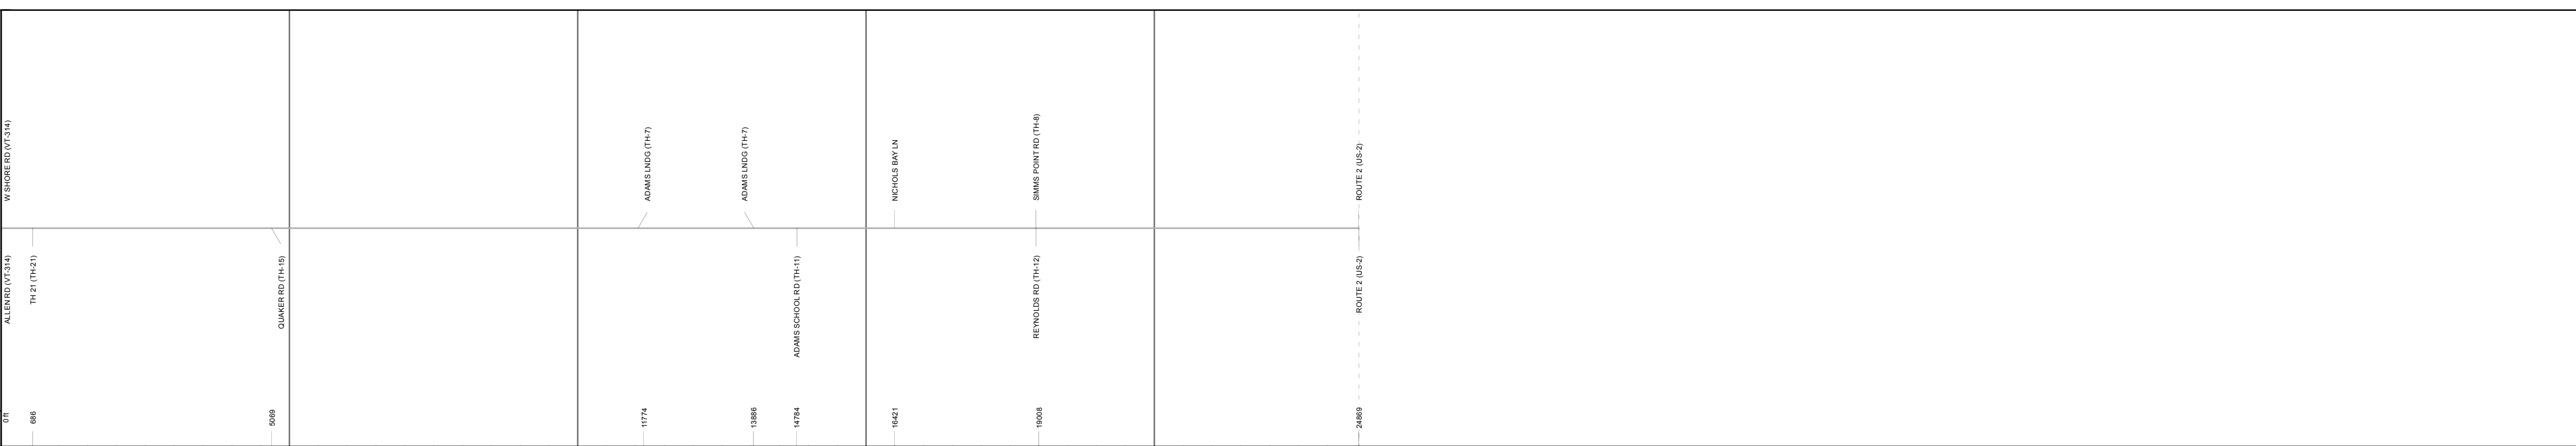 W SHORE RD (VT-314)
ADAMS LNDG (TH-7)
ADAMS LNDG (TH-7)
NICHOLS BAY LN
SIMMS POINT RD (TH-8)
ROUTE 2 (US-2)
ALLEN RD (VT-314)
TH 21 (TH-21)
QUAKER RD (TH-15)
ADAMS SCHOOL RD (TH-11)
REYNOLDS RD (TH-12)
ROUTE 2 (US-2)
0 ft
686
5069
11774
13886
14784
16421
19008
24869